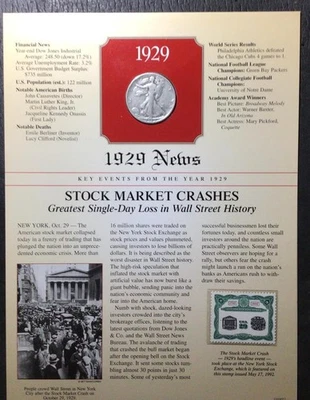 Financial News
Year-end Dow Jones Industrial
Average: 248.50 (down 17.2%)
Average Unemployment: 3.2%
U.S. Government Budget Surplus:
$735 million
U.S. Population (est.): 122 million
Notable American Births
John Cassavetes (Director)
Martin Luther King, Jr.
(Civil Rights Leader)
Jacqueline Kennedy Onassis
(First Lady)
Notable Deaths
Emile Berliner (Inventor)
Lucy Clifford (Novelist)
1929
World Series Results
Philadelphia Athletics defeated
the Chicago Cubs 4 games to 1.
National Football League
Champions: Green Bay Packers
National Collegiate Football
Champions:
University of Notre Dame
Academy Award Winners
Best Picture: Broadway Melody
Best Actor: Warner Baxter,
In Old Arizona
Best Actress: Mary Pickford,
Coquette
1929 News
KEY EVENTS FROM THE YEAR 1929
STOCK MARKET CRASHES
Greatest Single-Day Loss in Wall Street History
NEW YORK, Oct. 29 — The
American stock market collapsed
today in a frenzy of trading that has
plunged the nation into an unprece-
dented economic crisis. More than
People crowd Wall Street in New York
City after the Stock Market Crash on
October 29, 1929.
16 million shares were traded on
the New York Stock Exchange as
stock prices and values plummeted,
causing investors to lose billions of
dollars. It is being described as the
worst disaster in Wall Street history.
The high-risk speculation that
inflated the stock market with
artificial value has now burst like a
giant bubble, sending panic into the
nation's economic community and
fear into the American home.
Numb with shock, dazed-looking
investors crowded into the city's
brokerage offices, listening to the
latest quotations from Dow Jones
& Co. and the Wall News Bureau.
The avalanche of trading
that crashed the market began
after the opening bell on the Stock
Exchange. It sent some stocks tum-
bling almost 50 points in just 30
minutes. Some of yesterday's most
successful businessmen lost their
fortunes today, and countless small
investors around the nation are
practically penniless. Some Wall
Street observers are hoping for a
rally, but others fear the crash
might launch a run on the nation's
banks as Americans rush to with-
draw their savings.
The Stock Market Crash
— 1929's headline event —
took place at the New York Stock
Exchange, which is featured on
this stamp issued May 17, 1992.